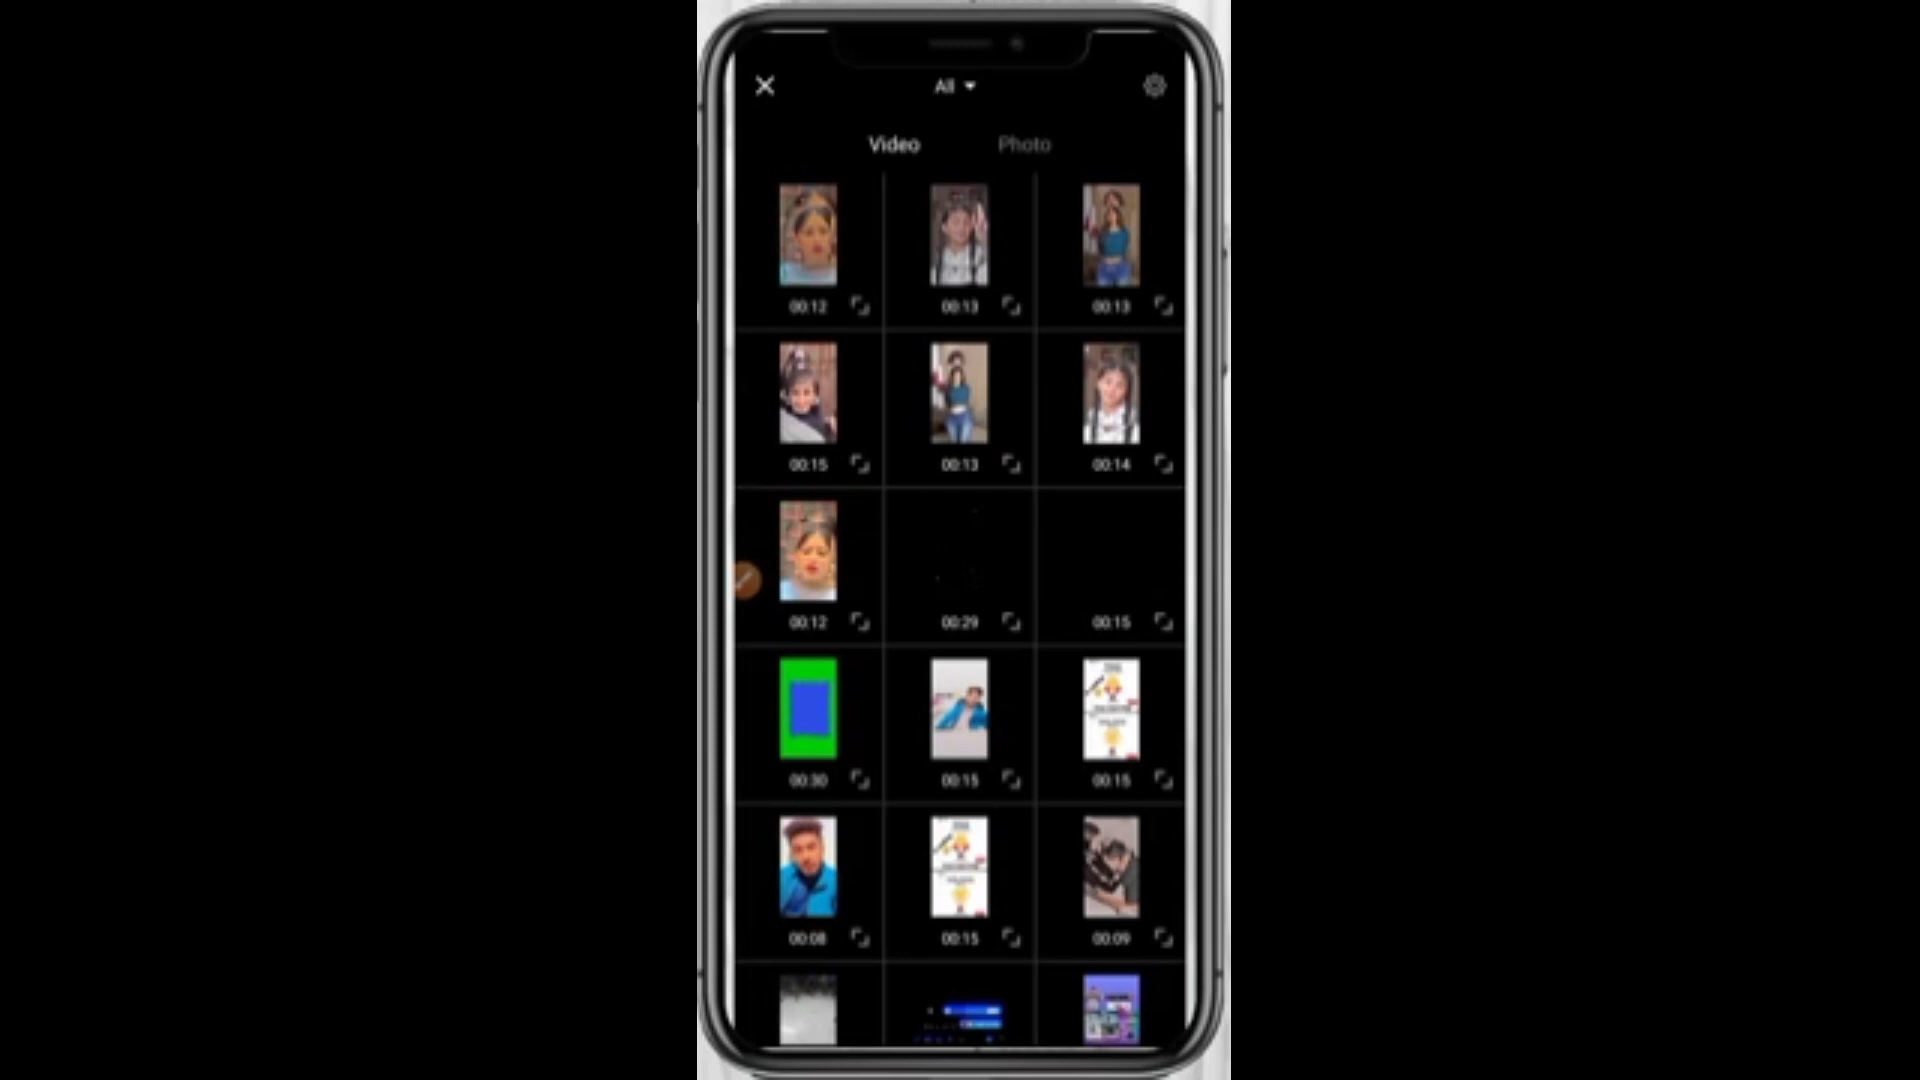 All
Video Photo
00:12 00:13 00:13
00:15 00:13 00:14
00:12 00:29 00:15
00:30 00:15 00:15
00:08 00:15 00:09